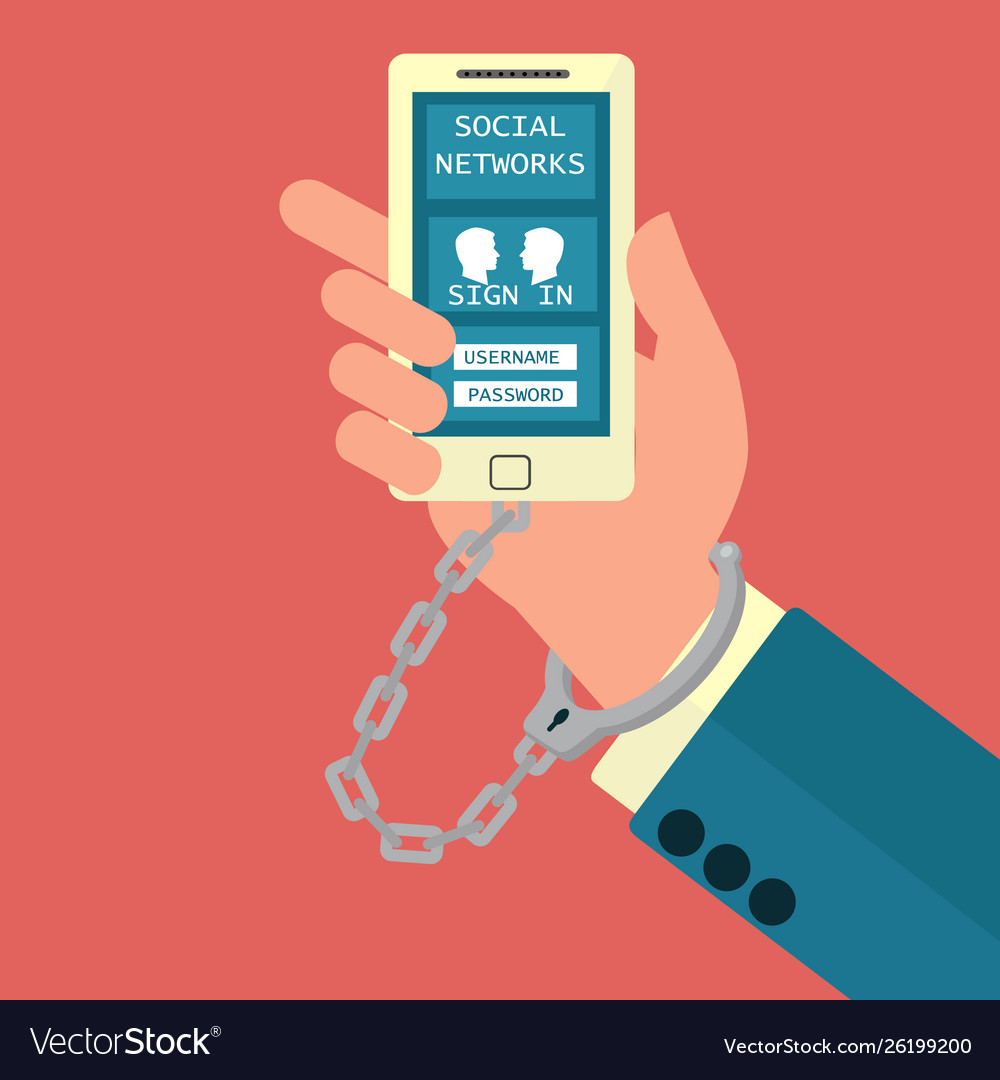 SOCIAL
NETWORKS
SIGN IN
USERNAME
PASSWORD
VectorStock®
VectorStock.com/26199200